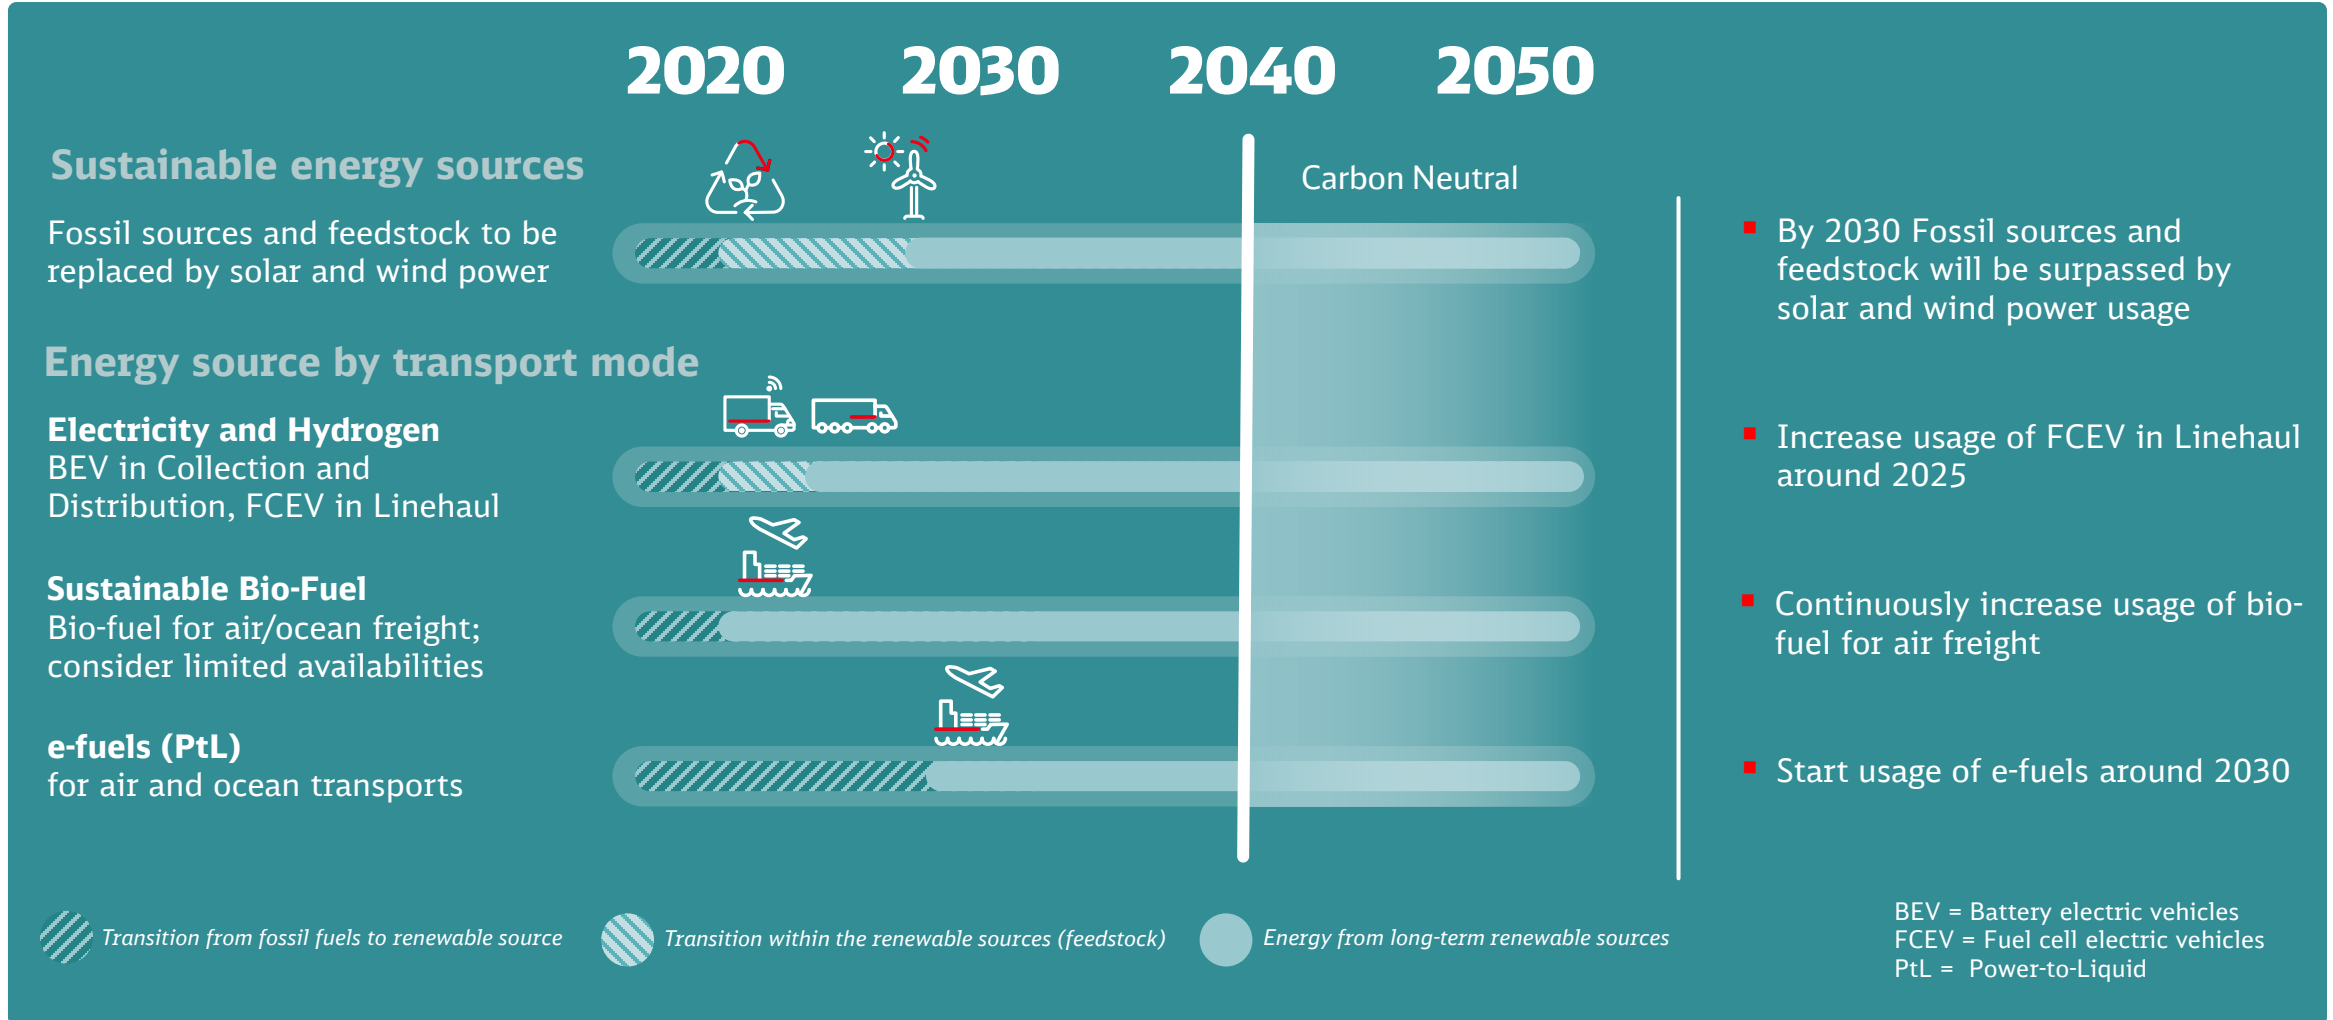 2020 2030 2040 2050
Sustainable energy sources
Fossil sources and feedstock to be
replaced by solar and wind power
Carbon Neutral
By 2030 Fossil sources and
feedstock will be surpassed by
solar and wind power usage
Energy source by transport mode
Electricity and Hydrogen
BEV in Collection and
Distribution, FCEV in Linehaul
Increase usage of FCEV in Linehaul
around 2025
Sustainable Bio-Fuel
Bio-fuel for air/ocean freight;
consider limited availabilities
Continuously increase usage of bio-
fuel for air freight
e-fuels (PtL)
for air and ocean transports
Start usage of e-fuels around 2030
Transition from fossil fuels to renewable source
Transition within the renewable sources (feedstock)
Energy from long-term renewable sources
BEV = Battery electric vehicles
FCEV = Fuel cell electric vehicles
PtL = Power-to-Liquid